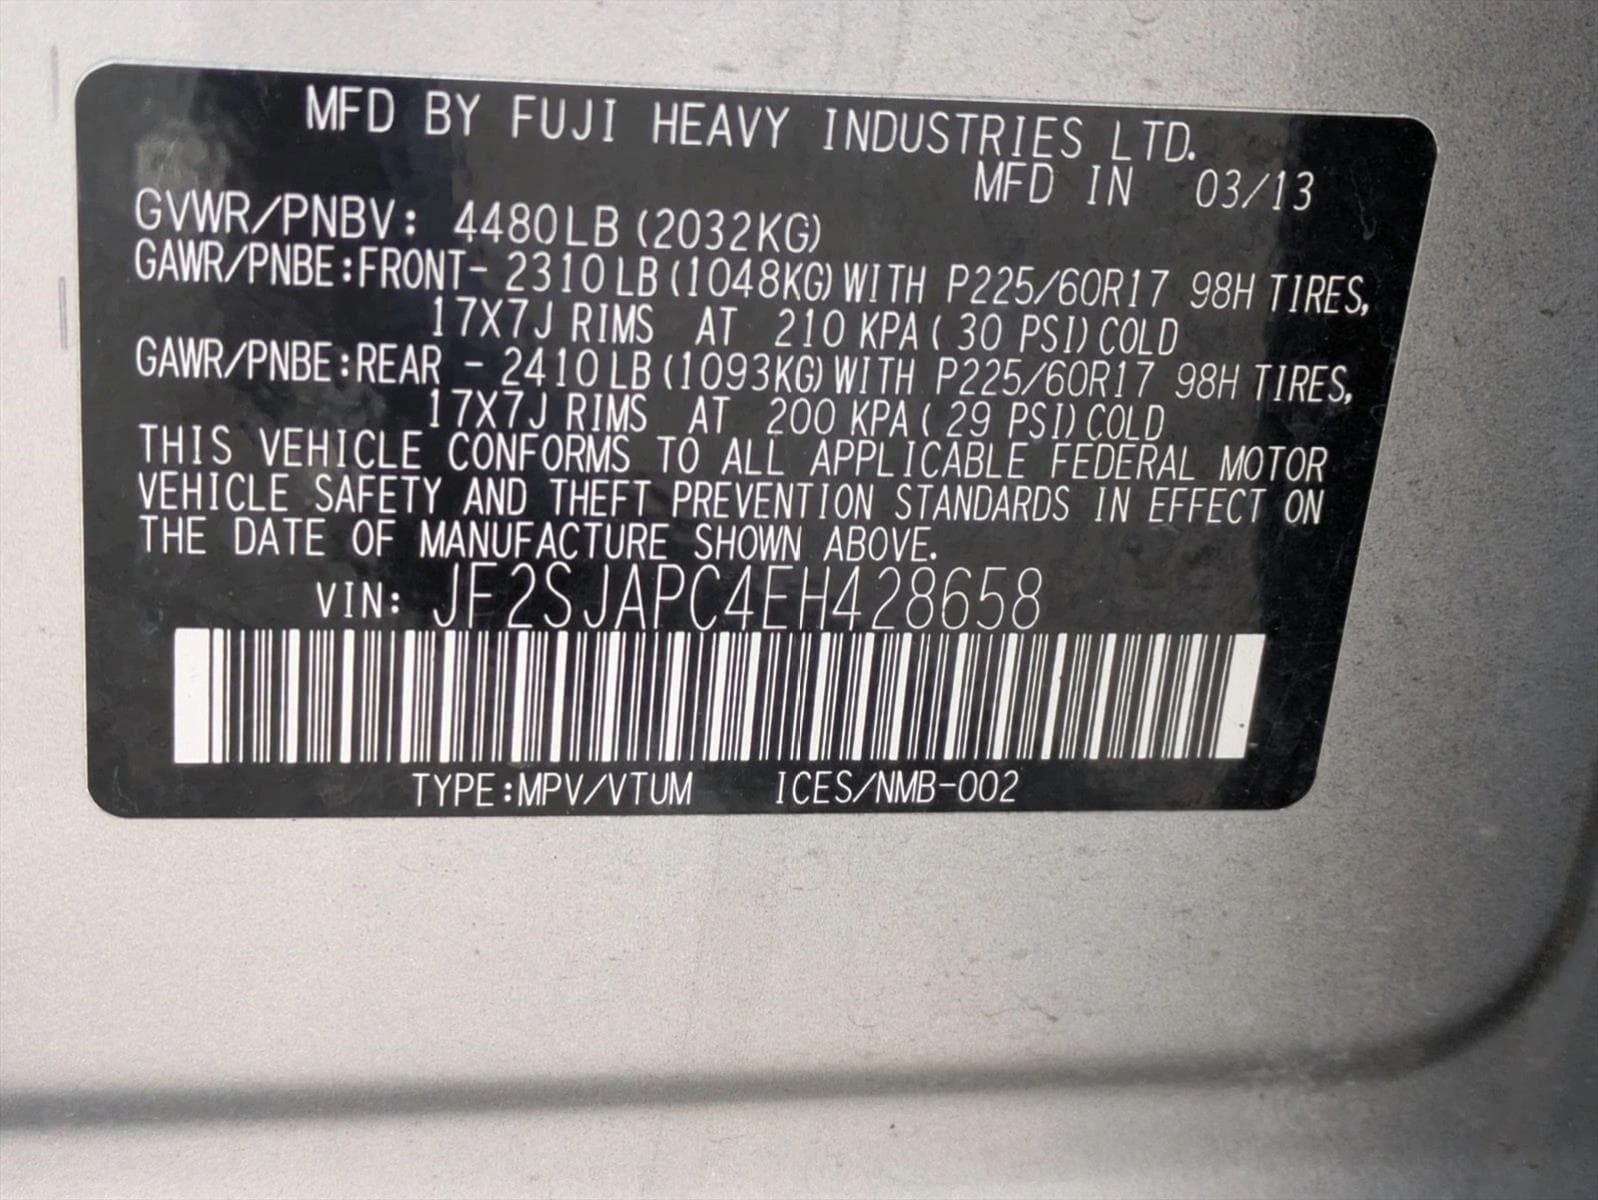 MFD BY FUJI HEAVY INDUSTRIES LTD.
MFD IN 03/13
GVWR/PNBV: 4480LB (2032KG)
GAWR/PNBE:FRONT- 2310LB (1048KG) WITH P225/60R17 98H TIRES,
17X7J RIMS AT 210 KPA ( 30 PSI) COLD
GAWR/PNBE:REAR - 2410LB (1093KG) WITH P225/60R17 98H TIRES,
17X7J RIMS AT 200 KPA ( 29 PSI) COLD
THIS VEHICLE CONFORMS TO ALL APPLICABLE FEDERAL MOTOR
VEHICLE SAFETY AND THEFT PREVENTION STANDARDS IN EFFECT ON
THE DATE OF MANUFACTURE SHOWN ABOVE.
VIN: JF2SJAPC4EH428658
TYPE:MPV/VTUM ICES/NMB-002